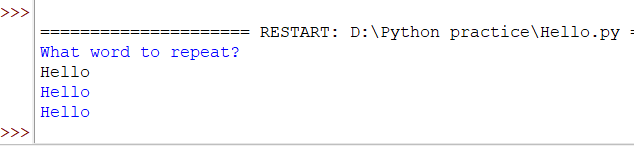 >>>
===================== RESTART: D:\Python practice\Hello.py =
What word to repeat?
Hello
Hello
Hello
>>>